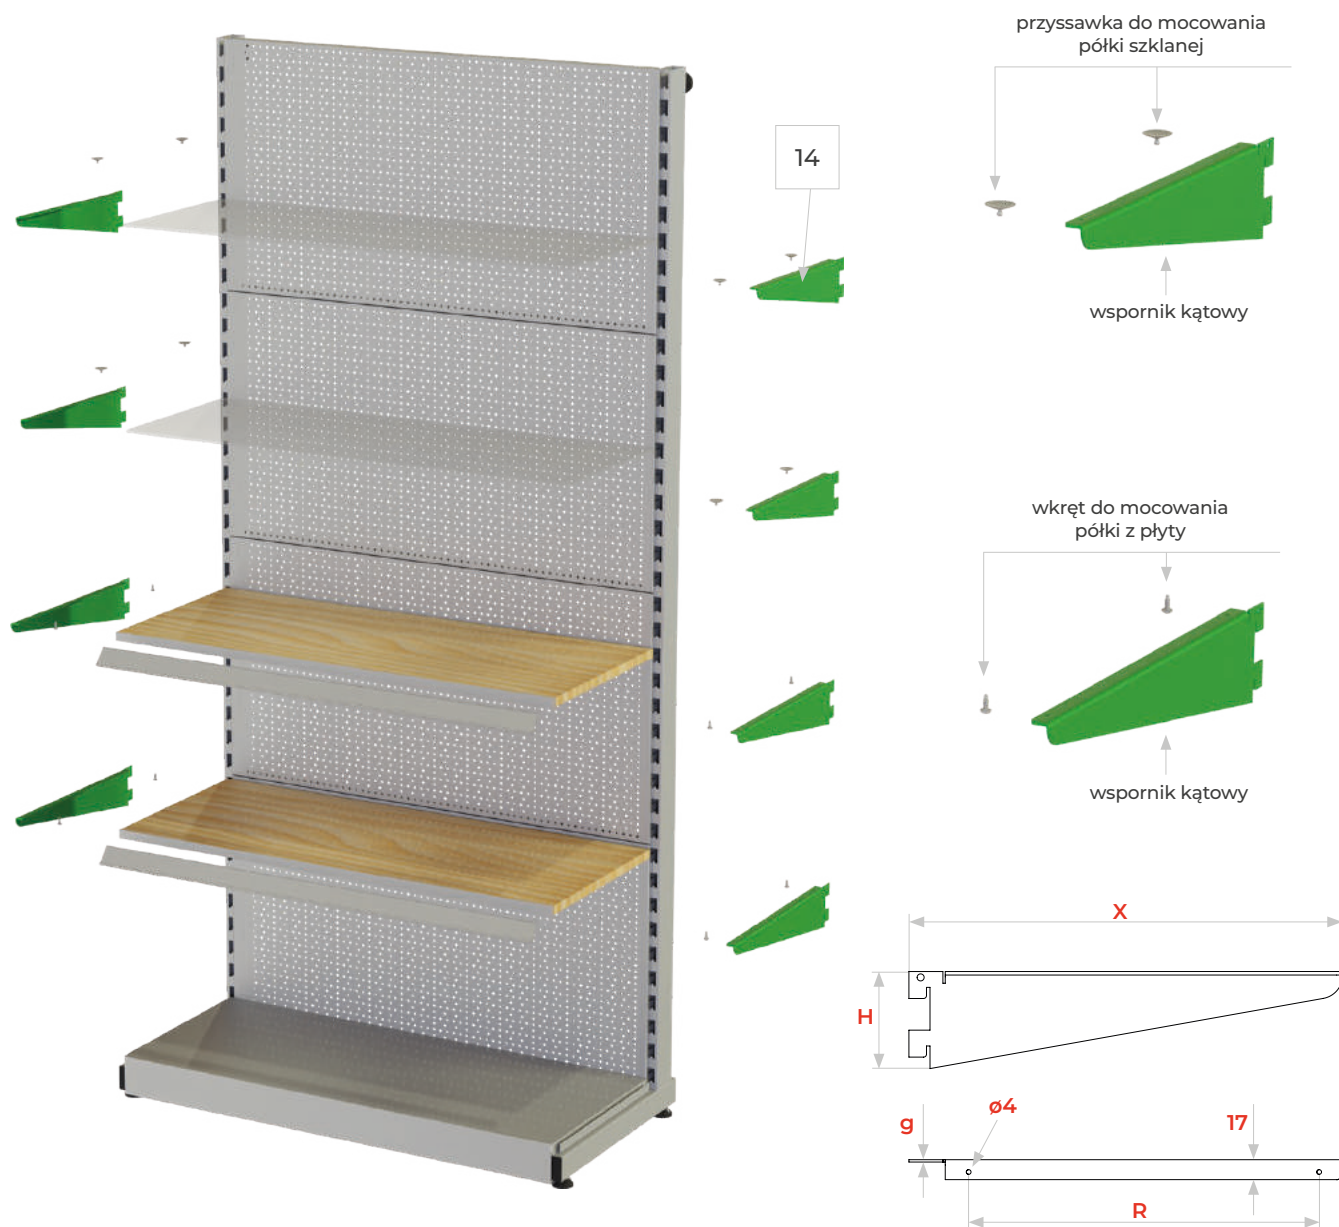 przyssawka do mocowania
półki szklanej
14
wspornik kątowy
wkręt do mocowania
półki z płyty
wspornik kątowy
X
H
g
ø4
17
R